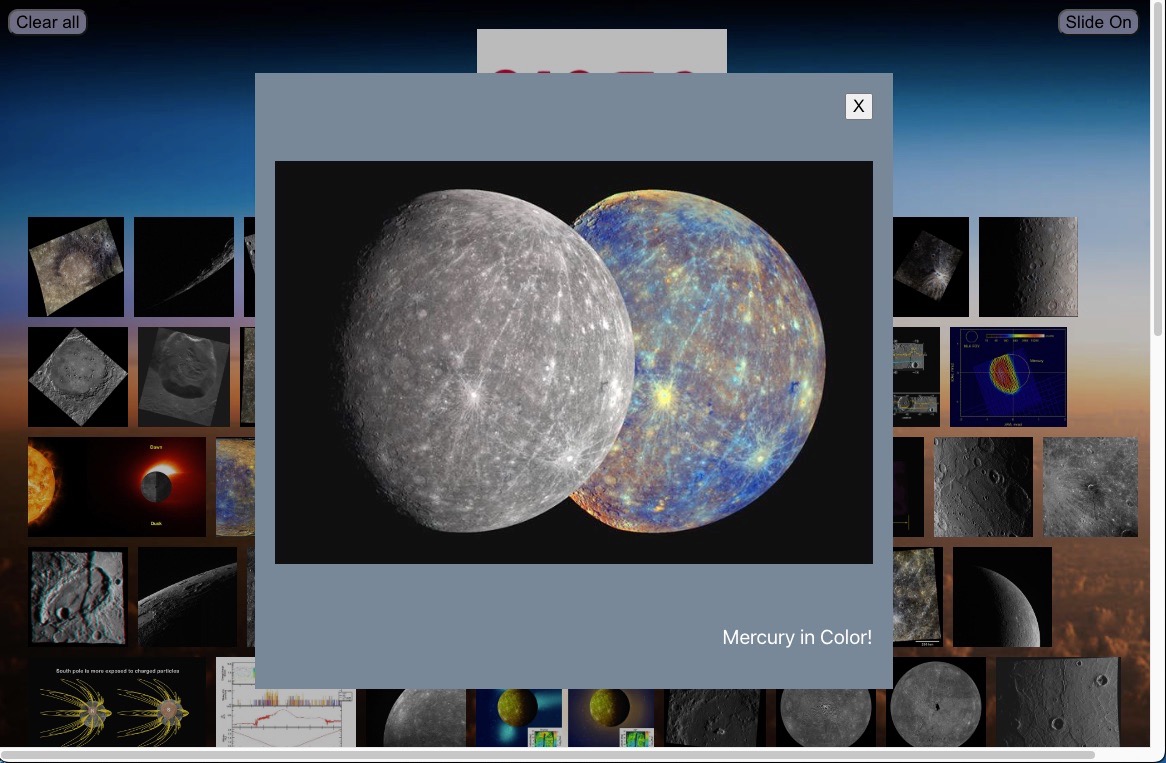 Clear all
Slide On
X
Mercury
Dawn
Dusk
South pole is more exposed to charged particles
Mercury in Color!